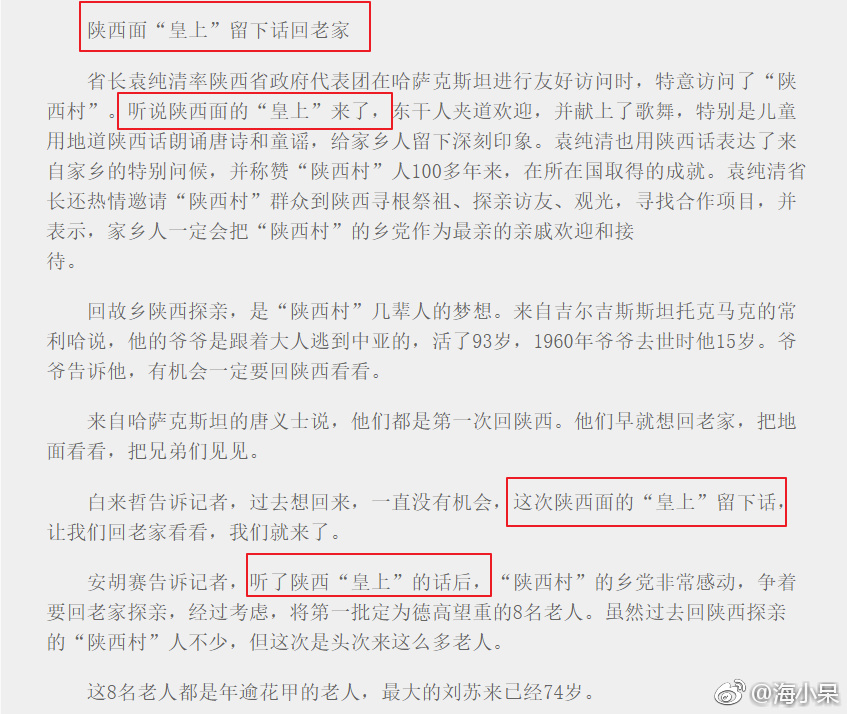 陕西面“皇上”留下话回老家
省长袁纯清率陕西省政府代表团在哈萨克斯坦进行友好访问时，特意访问了“陕
西村”。听说陕西面的“皇上”来了，东干人夹道欢迎，并献上了歌舞，特别是儿童
用地道陕西话朗诵唐诗和童谣，给家乡人留下深刻印象。袁纯清也用陕西话表达了来
自家乡的特别问候，并称赞“陕西村”人100多年来，在所在国取得的成就。袁纯清省
长还热情邀请“陕西村”群众到陕西寻根祭祖、探亲访友、观光，寻找合作项目，并
表示，家乡人一定会把“陕西村”的乡党作为最亲的亲戚欢迎和接
待。
回故乡陕西探亲，是“陕西村”几辈人的梦想。来自吉尔吉斯斯坦托克马克的常
利哈说，他的爷爷是跟着大人逃到中亚的，活了93岁，1960年爷爷去世时他15岁。爷
爷告诉他，有机会一定要回陕西看看。
来自哈萨克斯坦的唐义士说，他们都是第一次回陕西。他们早就想回老家，把地
面看看，把兄弟们见见。
白来哲告诉记者，过去想回来，一直没有机会，这次陕西面的“皇上”留下话，
让我们回老家看看，我们就来了。
安胡赛告诉记者，听了陕西“皇上”的话后，“陕西村”的乡党非常感动，争着
要回老家探亲，经过考虑，将第一批定为德高望重的8名老人。虽然过去回陕西探亲
的“陕西村”人不少，但这次是头次来这么多老人。
这8名老人都是年逾花甲的老人，最大的刘苏来已经74岁。
@海小呆